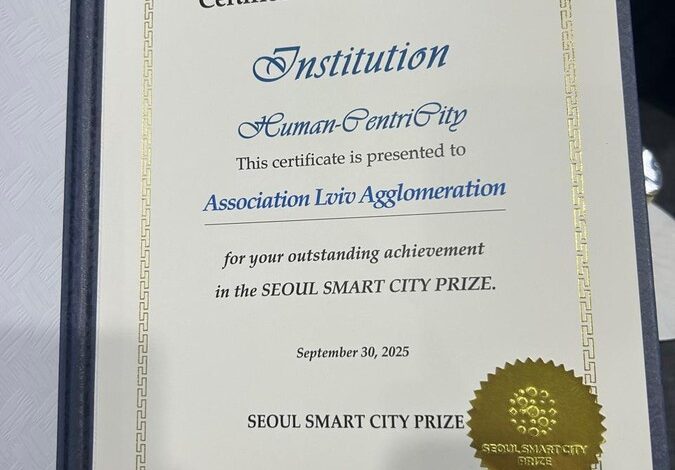 Institution
Human-CentriCity
This certificate is presented to
Association Lviv Agglomeration
for your outstanding achievement
in the SEOUL SMART CITY PRIZE.
September 30, 2025
SEOUL SMART CITY PRIZE
SEOUL SMART CITY
PRIZE